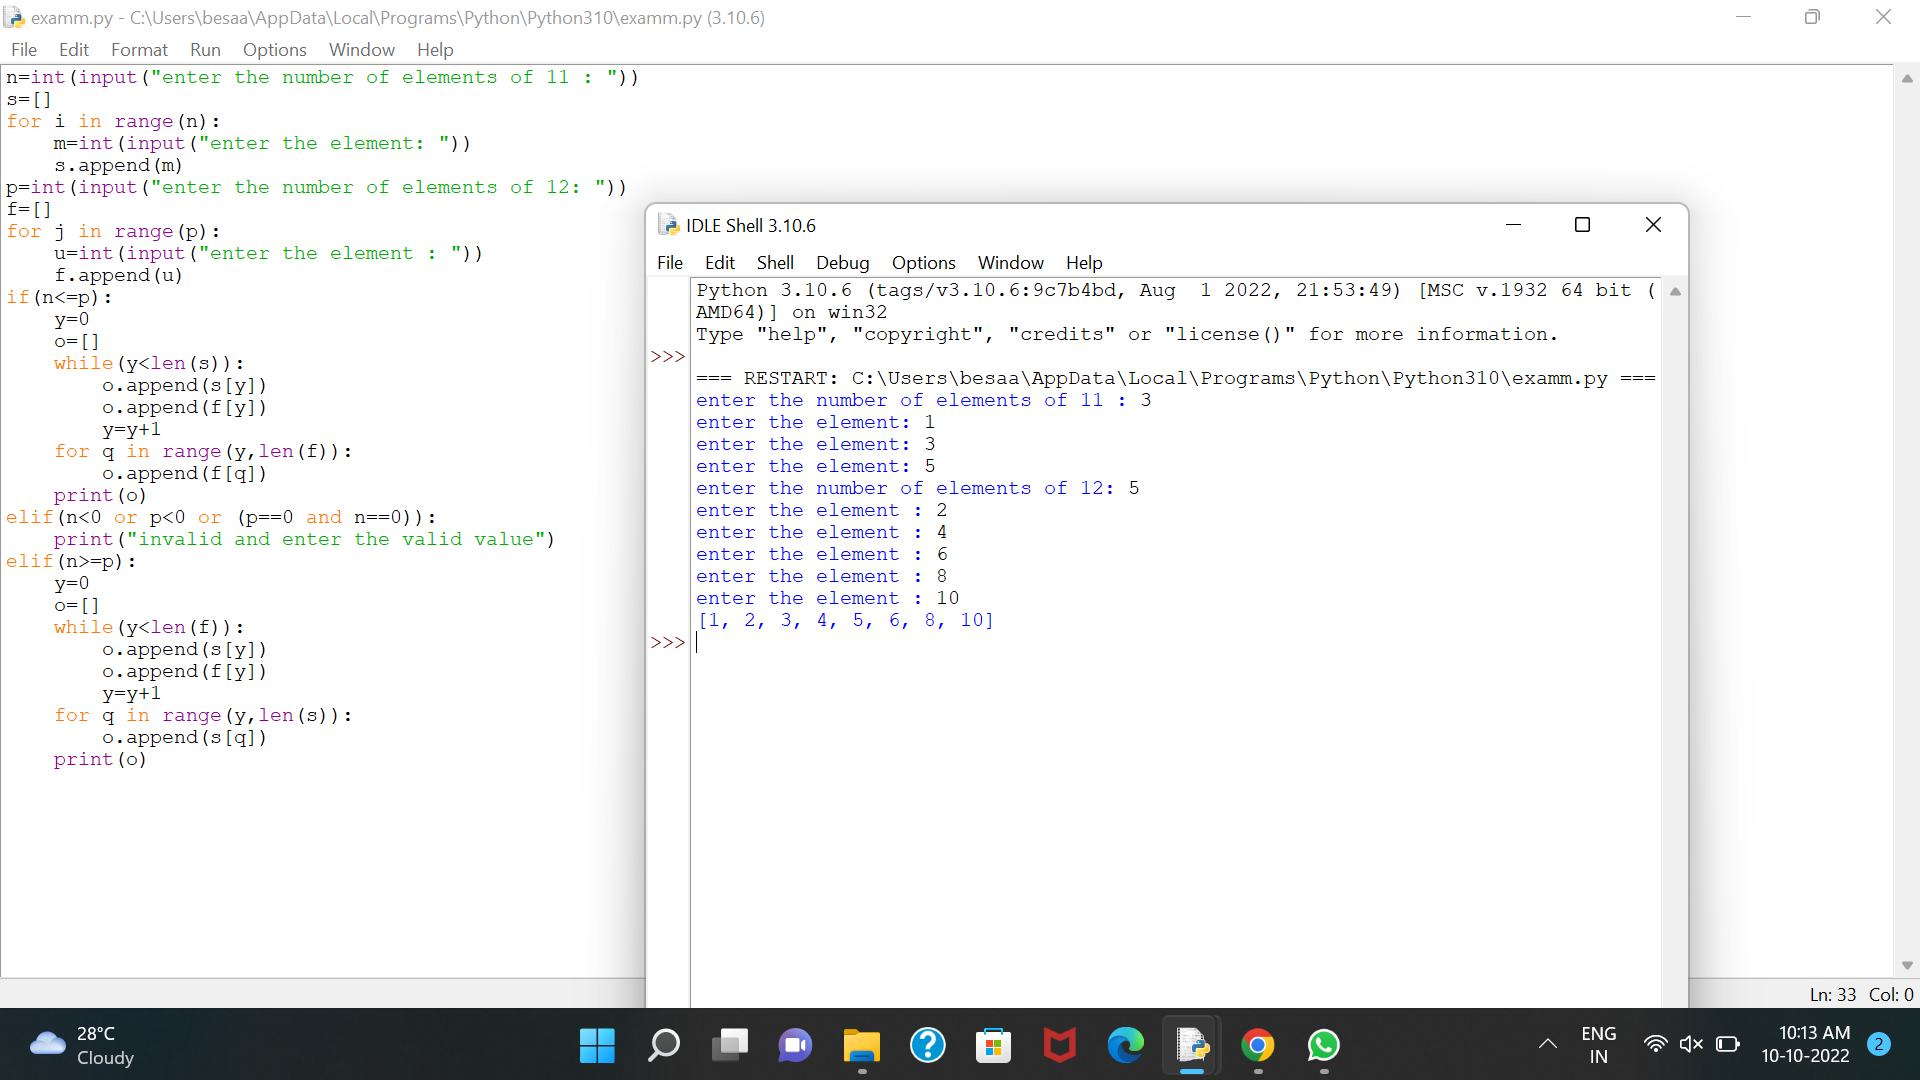 examm.py - C:\Users\besaa\AppData\Local\Programs\Python\Python310\examm.py (3.10.6)
File Edit Format Run Options Window Help
n=int(input("enter the number of elements of 11 : "))
s=[]
for i in range(n):
    m=int(input("enter the element: "))
    s.append(m)
p=int(input("enter the number of elements of 12: "))
f=[]
for j in range(p):
    u=int(input("enter the element : "))
    f.append(u)
if(n<=p):
    y=0
    o=[]
    while(y<len(s)):
        o.append(s[y])
        o.append(f[y])
        y=y+1
    for q in range(y,len(f)):
        o.append(f[q])
    print(o)
elif(n<0 or p<0 or (p==0 and n==0)):
    print("invalid and enter the valid value")
elif(n>=p):
    y=0
    o=[]
    while(y<len(f)):
        o.append(s[y])
        o.append(f[y])
        y=y+1
    for q in range(y,len(s)):
        o.append(s[q])
    print(o)
IDLE Shell 3.10.6
File Edit Shell Debug Options Window Help
Python 3.10.6 (tags/v3.10.6:9c7b4bd, Aug  1 2022, 21:53:49) [MSC v.1932 64 bit (
AMD64)] on win32
Type "help", "copyright", "credits" or "license()" for more information.
>>>
=== RESTART: C:\Users\besaa\AppData\Local\Programs\Python\Python310\examm.py ===
enter the number of elements of 11 : 3
enter the element: 1
enter the element: 3
enter the element: 5
enter the number of elements of 12: 5
enter the element : 2
enter the element : 4
enter the element : 6
enter the element : 8
enter the element : 10
[1, 2, 3, 4, 5, 6, 8, 10]
>>>
Ln: 33 Col: 0
28°C
Cloudy
ENG
IN
10:13 AM
10-10-2022
2